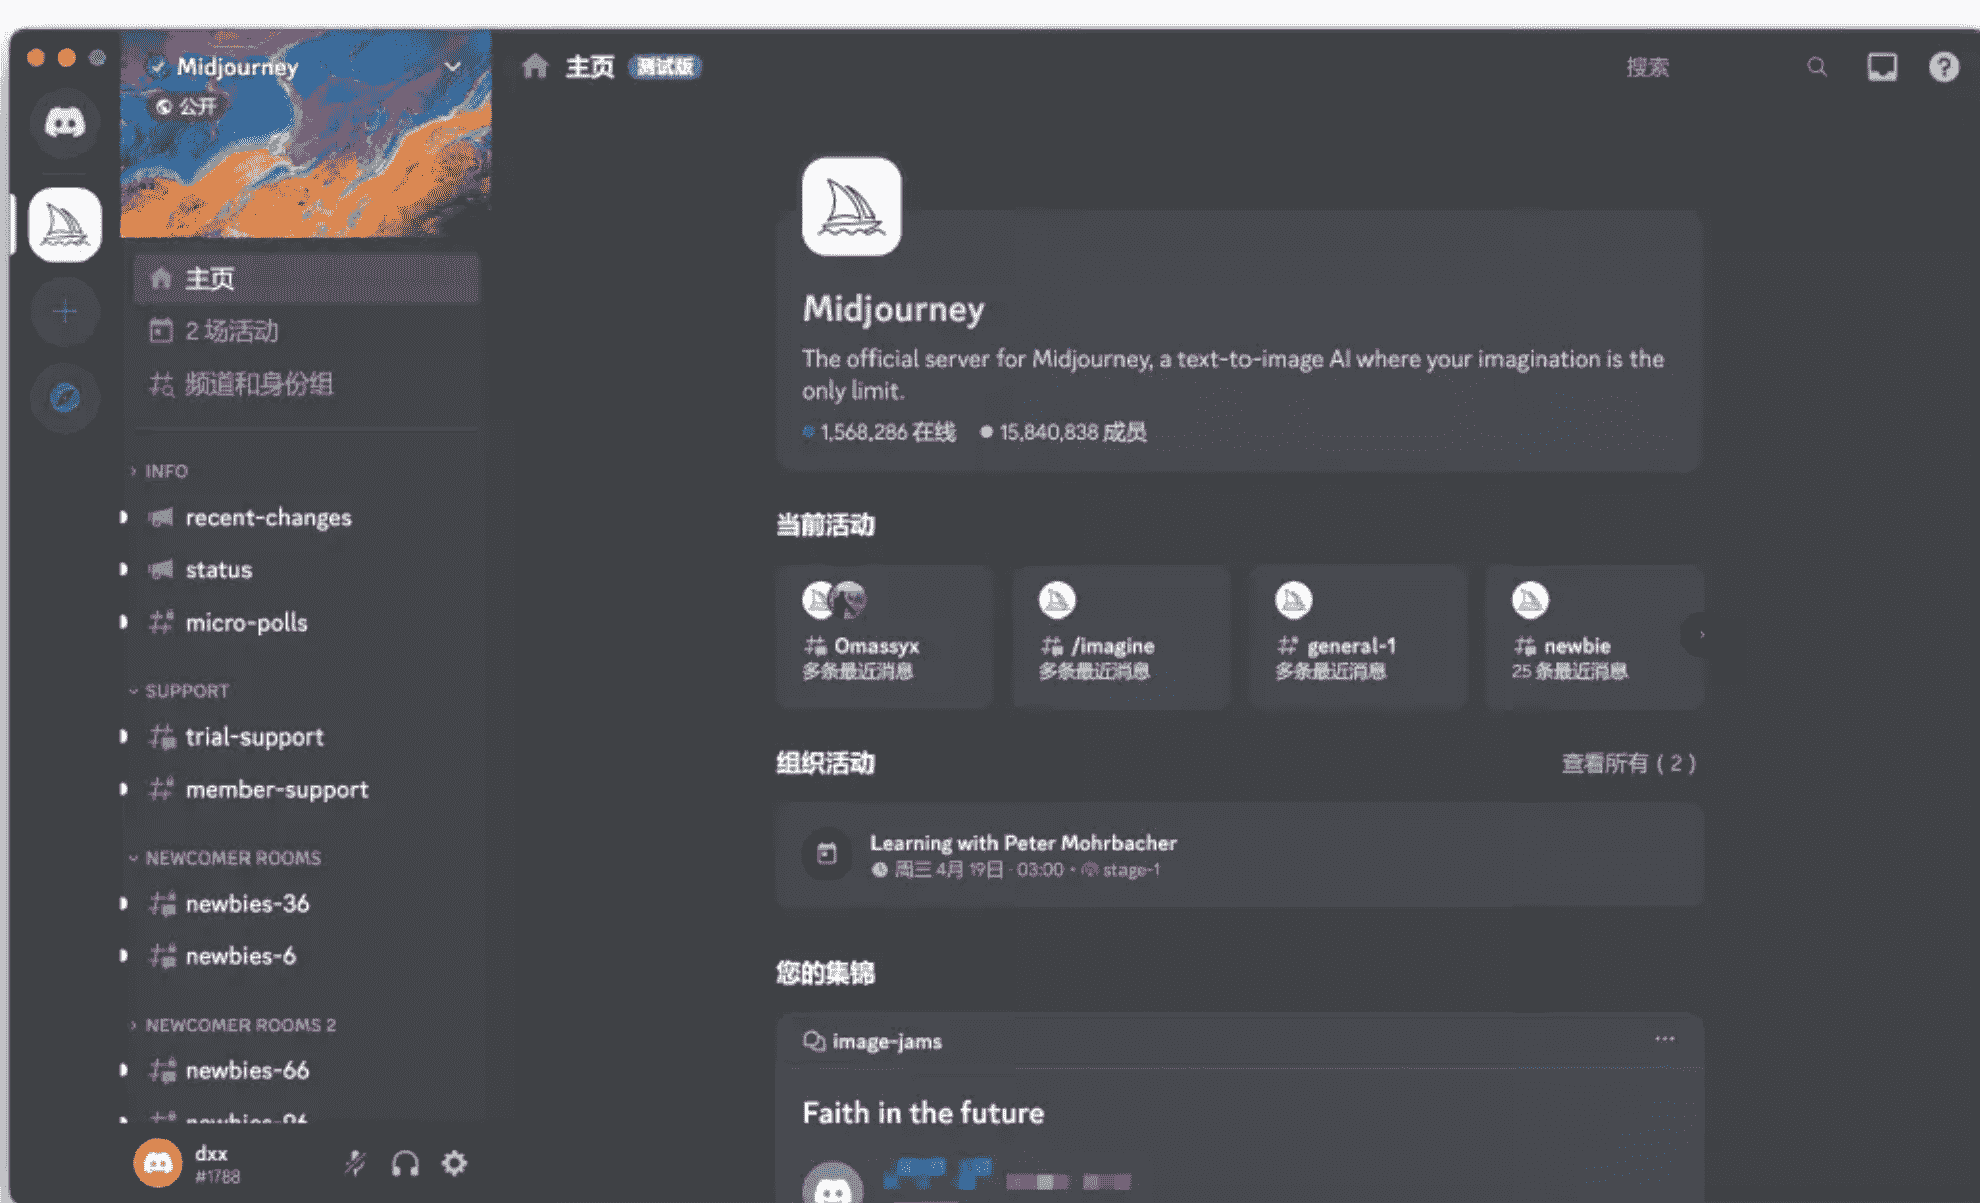 Midjourney
公开
主页
2 场活动
频道和身份组
INFO
recent-changes
status
micro-polls
SUPPORT
trial-support
member-support
NEWCOMER ROOMS
newbies-36
newbies-6
NEWCOMER ROOMS 2
newbies-66
newbies-96
dxx
#1788
主页 测试版
搜索
Midjourney
The official server for Midjourney, a text-to-image AI where your imagination is the
only limit.
1,568,286 在线 15,840,838 成员
当前活动
Omassyx
多条最近消息
/imagine
多条最近消息
general-1
多条最近消息
newbie
25 条最近消息
组织活动
查看所有 ( 2 )
Learning with Peter Mohrbacher
周三 4月 19日 · 03:00 • stage-1
您的集锦
image-jams
Faith in the future